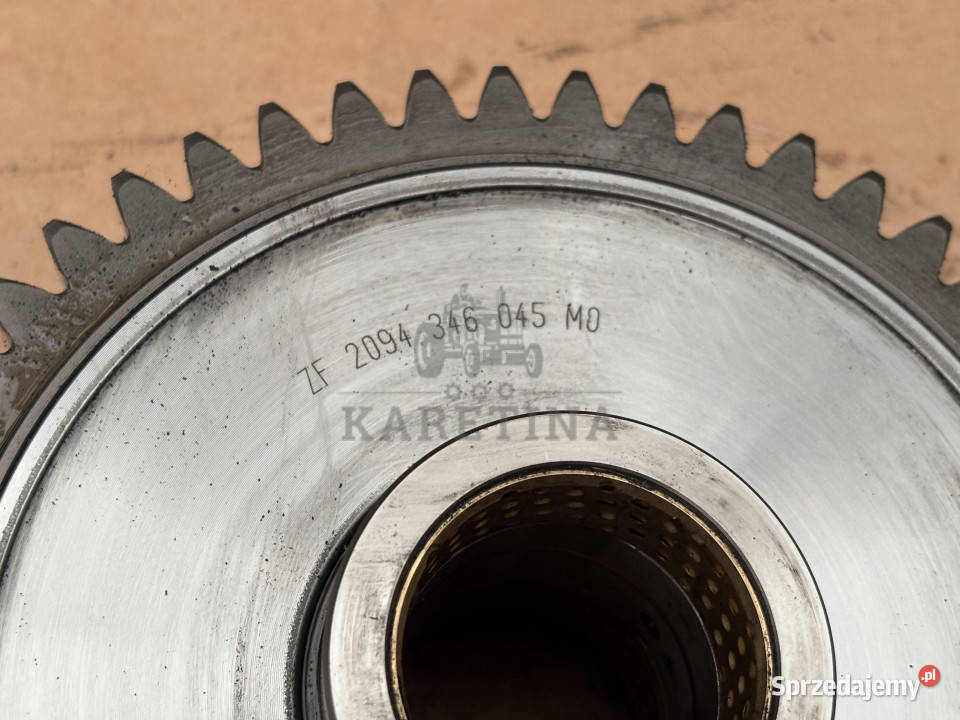 ZF 2094 346 045 M0
KARETINA
Sprzedajemy.pl